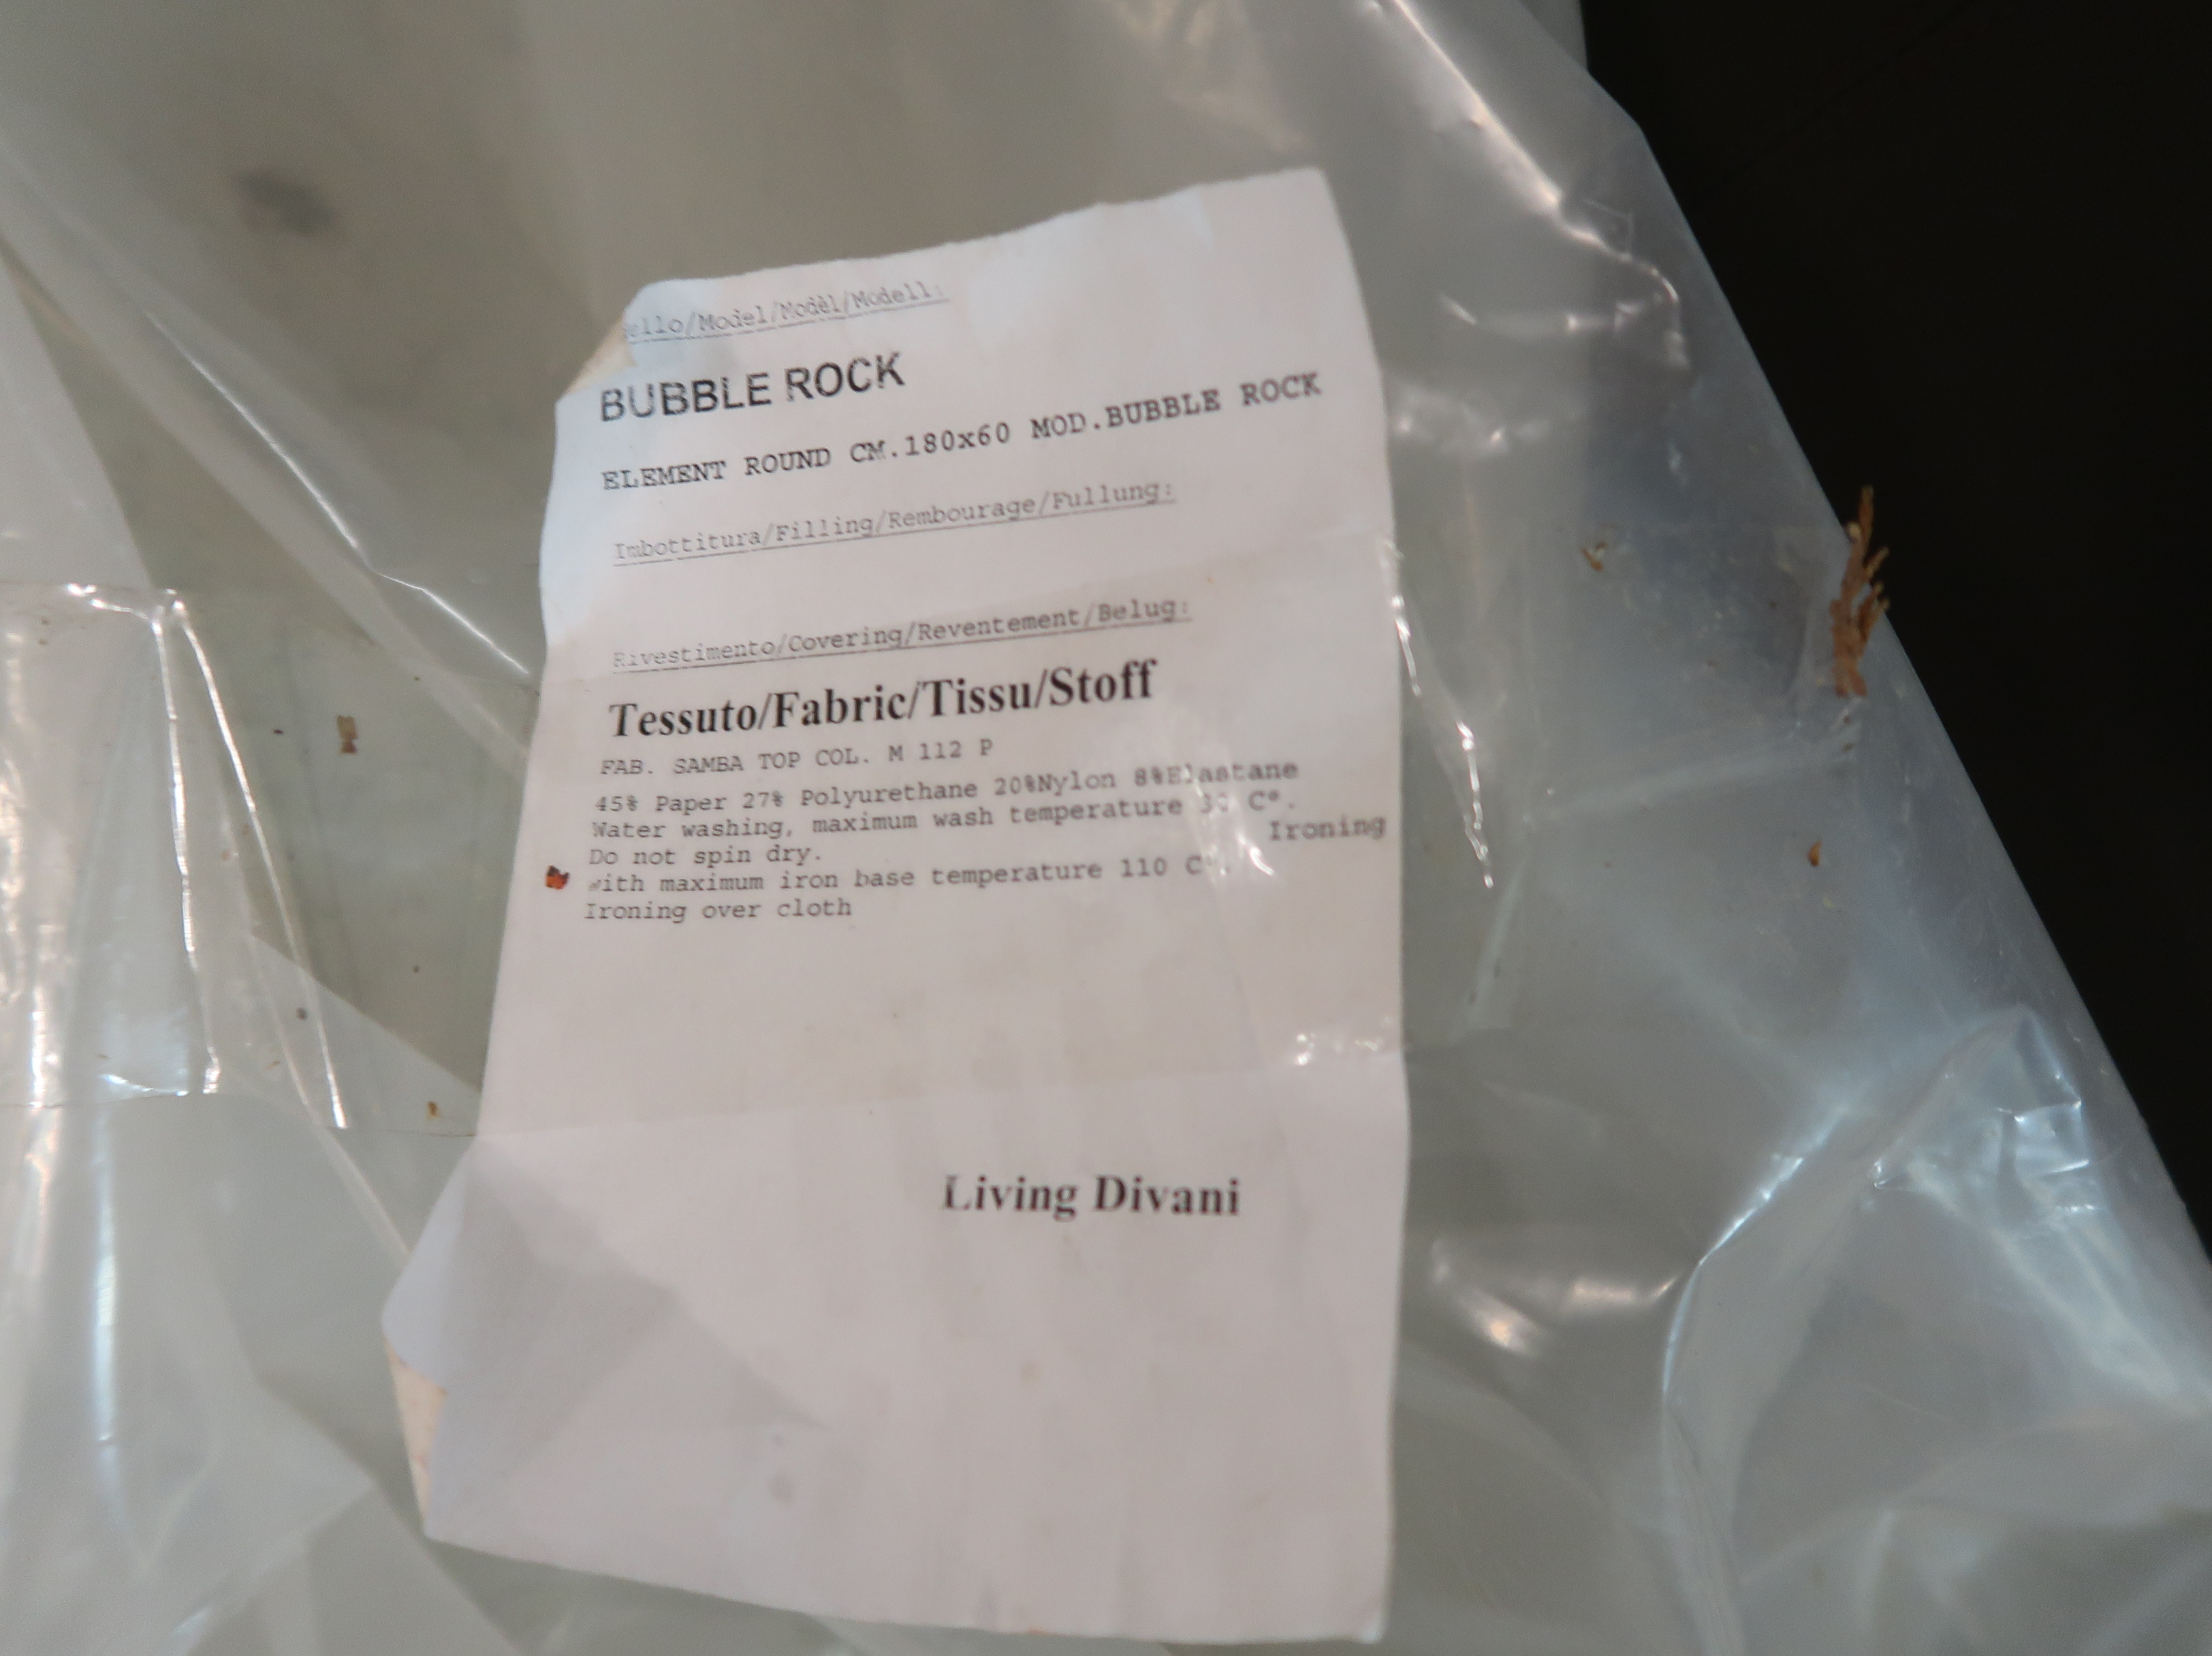 ello/Model/Modèl/Modell:
BUBBLE ROCK
ELEMENT ROUND CM.180x60 MOD.BUBBLE ROCK
Imbottitura/Filling/Rembourage/Fullung:
Rivestimento/Covering/Reventement/Belug:
Tessuto/Fabric/Tissu/Stoff
FAB. SAMBA TOP COL. M 112 P
45% Paper 27% Polyurethane 20%Nylon 8%Elastane
Water washing, maximum wash temperature 30 C°.
Do not spin dry. Ironing
with maximum iron base temperature 110 C°.
Ironing over cloth
Living Divani